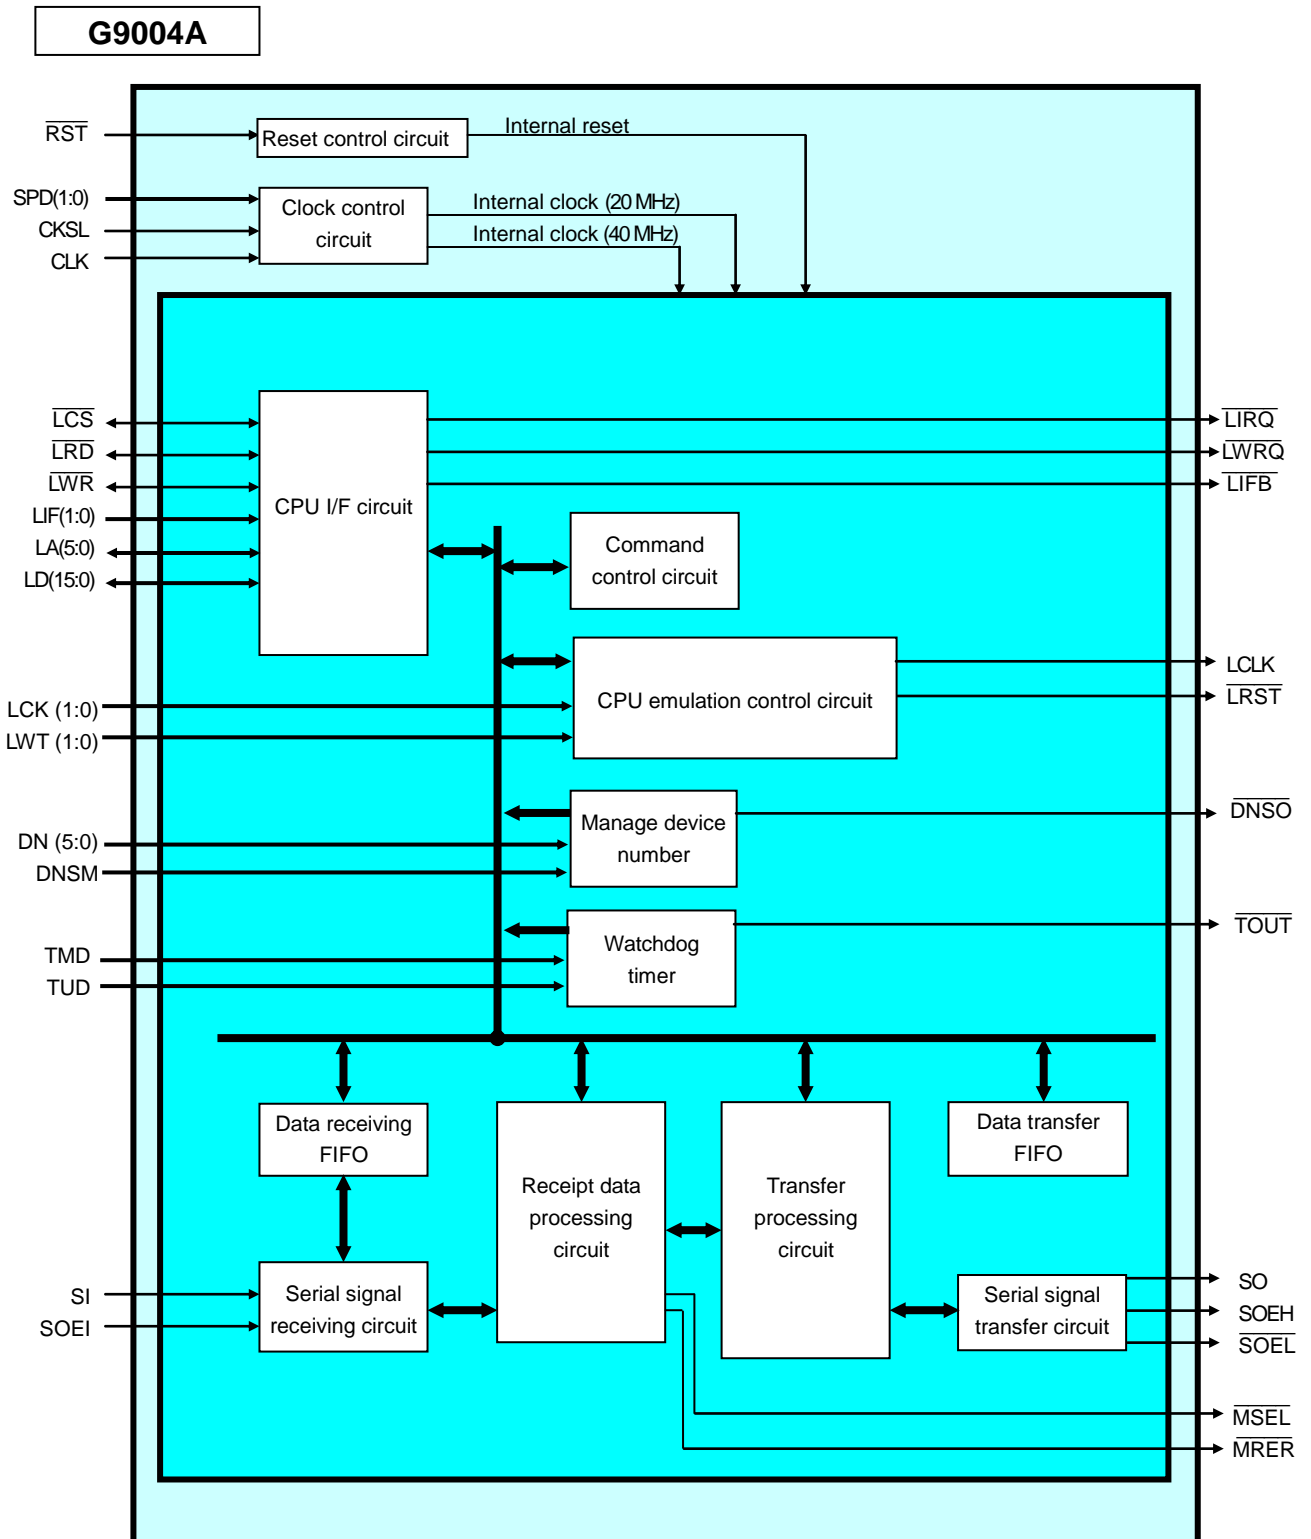 G9004A
RST
Reset control circuit
Internal reset
SPD(1:0)
CKSL
CLK
Clock control
circuit
Internal clock (20 MHz)
Internal clock (40 MHz)
LCS
LRD
LWR
LIF(1:0)
LA(5:0)
LD(15:0)
CPU I/F circuit
LIRQ
LWRQ
LIFB
Command
control circuit
LCK (1:0)
LWT (1:0)
CPU emulation control circuit
LCLK
LRST
DN (5:0)
DNSM
Manage device
number
DNSO
TMD
TUD
Watchdog
timer
TOUT
Data receiving
FIFO
Receipt data
processing
circuit
Transfer
processing
circuit
Data transfer
FIFO
SI
SOEI
Serial signal
receiving circuit
Serial signal
transfer circuit
SO
SOEH
SOEL
MSEL
MRER